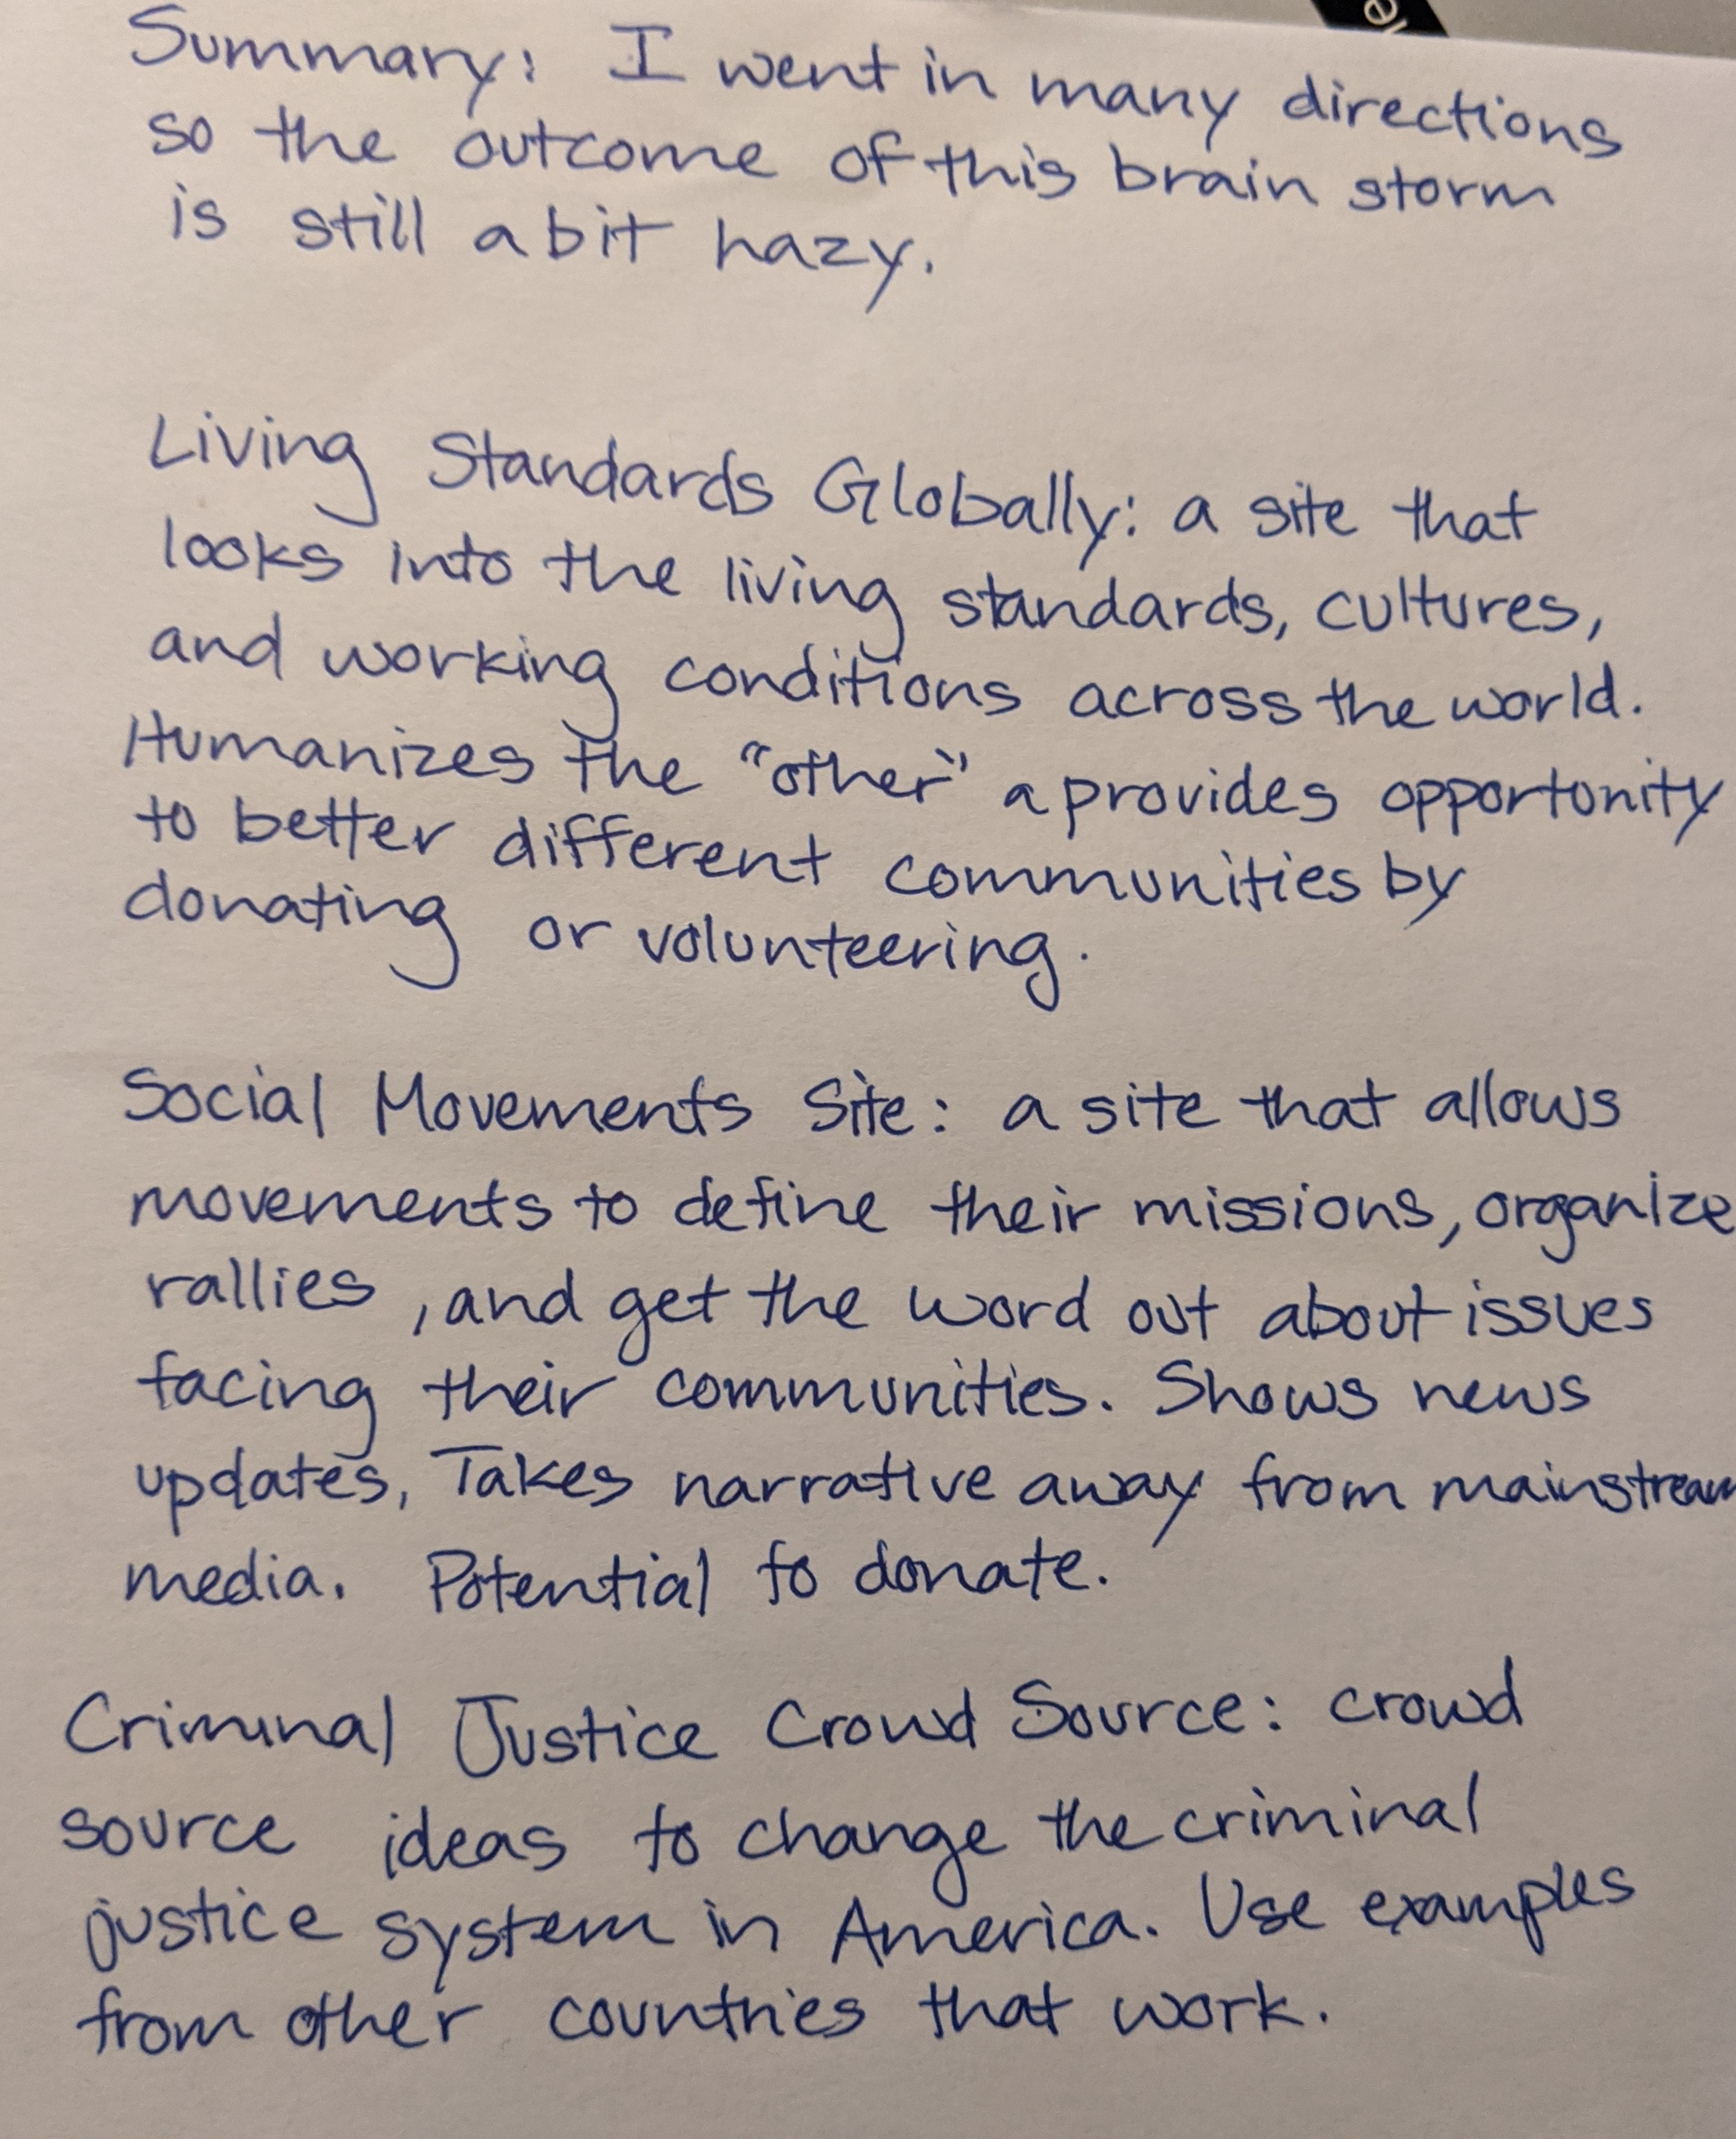 Summary: I went in many directions
so the outcome of this brain storm
is still a bit hazy.
Living Standards Globally: a site that
looks into the living standards, cultures,
and working conditions across the world.
Humanizes the "other" a provides opportunity
to better different communities by
donating or volunteering.
Social Movements Site: a site that allows
movements to define their missions, organize
rallies, and get the word out about issues
facing their communities. Shows news
updates, Takes narrative away from mainstream
media. Potential to donate.
Criminal Justice Crowd Source: crowd
source ideas to change the criminal
justice system in America. Use examples
from other countries that work.